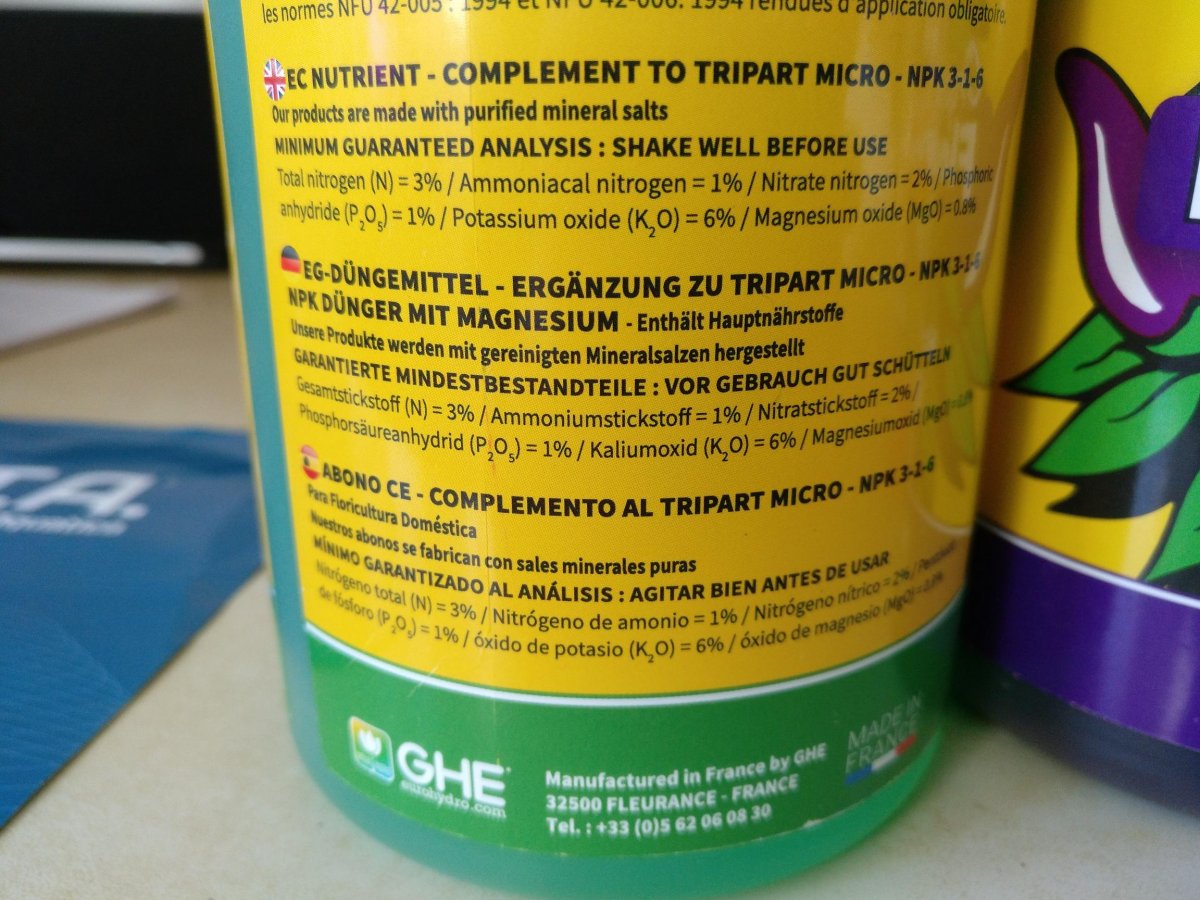 les normes NFU 42-003 : 1994 et NFU 42-006. 1994 rendues d'application obligatoire.
EC NUTRIENT - COMPLEMENT TO TRIPART MICRO - NPK 3-1-6
Our products are made with purified mineral salts
MINIMUM GUARANTEED ANALYSIS : SHAKE WELL BEFORE USE
Total nitrogen (N) = 3% / Ammoniacal nitrogen = 1% / Nitrate nitrogen = 2% / Phosphoric
anhydride (P2O5) = 1% / Potassium oxide (K2O) = 6% / Magnesium oxide (MgO) = 0.8%
EG-DÜNGEMITTEL - ERGÄNZUNG ZU TRIPART MICRO - NPK 3-1-6
NPK DÜNGER MIT MAGNESIUM - Enthält Hauptnährstoffe
Unsere Produkte werden mit gereinigten Mineralsalzen hergestellt
GARANTIERTE MINDESTBESTANDTEILE : VOR GEBRAUCH GUT SCHÜTTELN
Gesamtstickstoff (N) = 3% / Ammoniumstickstoff = 1% / Nitratstickstoff = 2% /
Phosphorsäureanhydrid (P2O5) = 1% / Kaliumoxid (K2O) = 6% / Magnesiumoxid (MgO) = 0.8%
ABONO CE - COMPLEMENTO AL TRIPART MICRO - NPK 3-1-6
Para Floricultura Doméstica
Nuestros abonos se fabrican con sales minerales puras
MÍNIMO GARANTIZADO AL ANÁLISIS : AGITAR BIEN ANTES DE USAR
Nitrógeno total (N) = 3% / Nitrógeno de amonio = 1% / Nitrógeno nítrico = 2% / Pentóxido
de fósforo (P2O5) = 1% / óxido de potasio (K2O) = 6% / óxido de magnesio (MgO) = 0.8%
GHE
eurohydro.com
Manufactured in France by GHE
32500 FLEURANCE - FRANCE
Tel. : +33 (0)5 62 06 08 30
MADE IN
FRANCE
T.A.